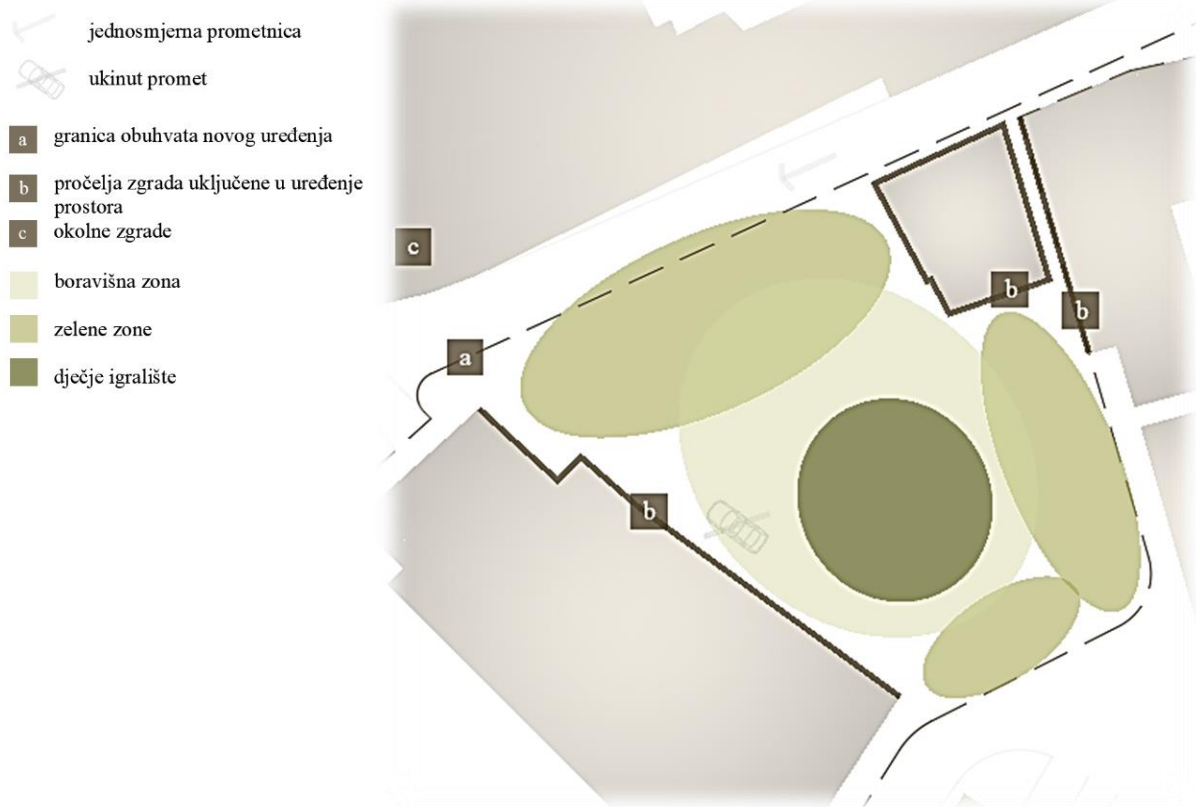 jednosmjerna prometnica
ukinut promet
a granica obuhvata novog uređenja
b pročelja zgrada uključene u uređenje
prostora
c okolne zgrade
boravišna zona
zelene zone
dječje igralište
c
b
b
a
b